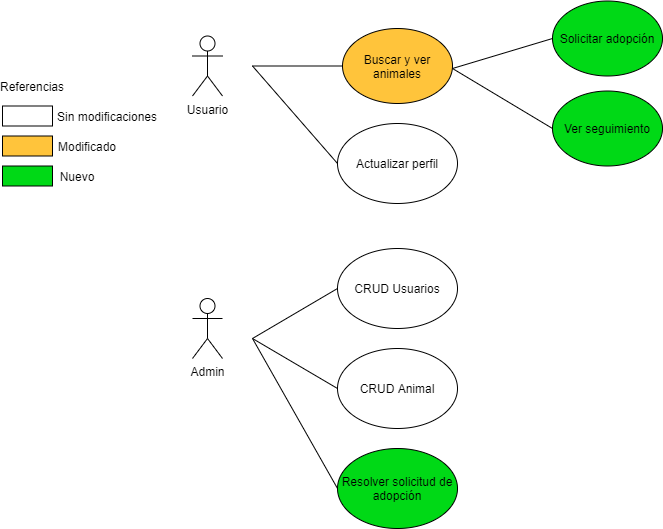 Solicitar adopción
Buscar y ver
animales
Usuario
Referencias
Sin modificaciones
Modificado
Nuevo
Ver seguimiento
Actualizar perfil
CRUD Usuarios
Admin
CRUD Animal
Resolver solicitud de
adopción